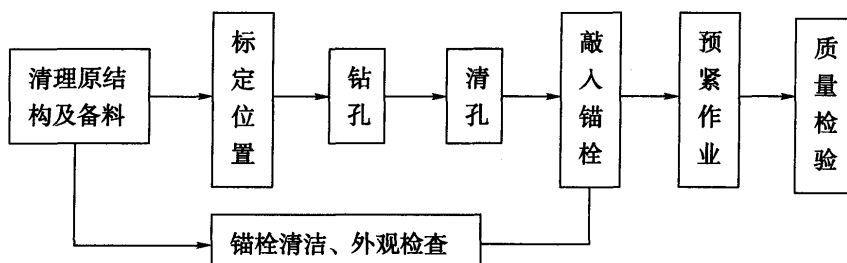 清理原结
构及备料
标定位置
钻孔
清孔
敲入锚栓
预紧作业
质量检验
锚栓清洁、外观检查